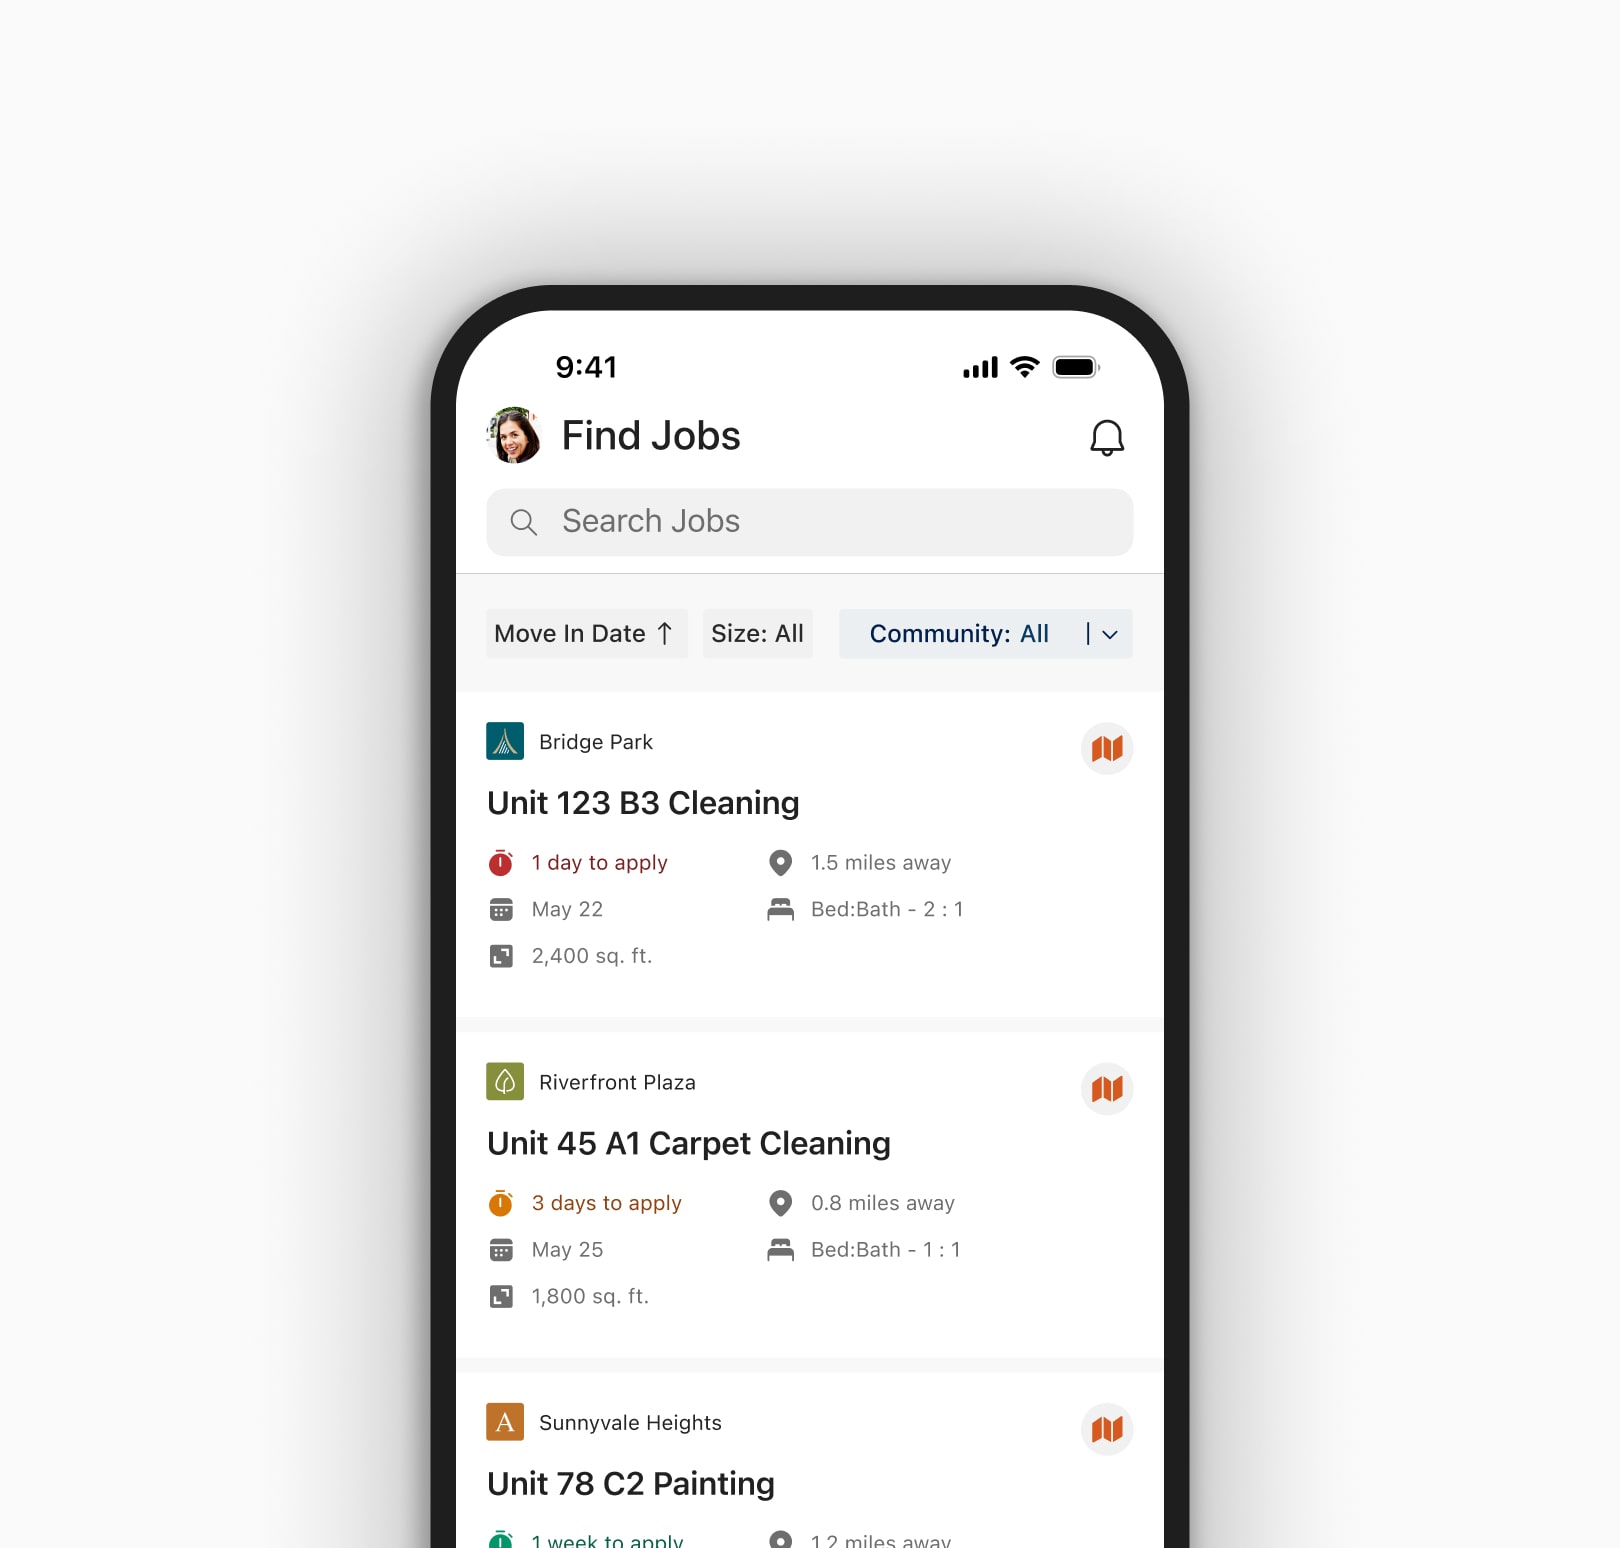 9:41
Find Jobs
Search Jobs
Move In Date ↑ Size: All Community: All
Bridge Park
Unit 123 B3 Cleaning
1 day to apply 1.5 miles away
May 22 Bed:Bath - 2 : 1
2,400 sq. ft.
Riverfront Plaza
Unit 45 A1 Carpet Cleaning
3 days to apply 0.8 miles away
May 25 Bed:Bath - 1 : 1
1,800 sq. ft.
A Sunnyvale Heights
Unit 78 C2 Painting
1 week to apply 1.2 miles away